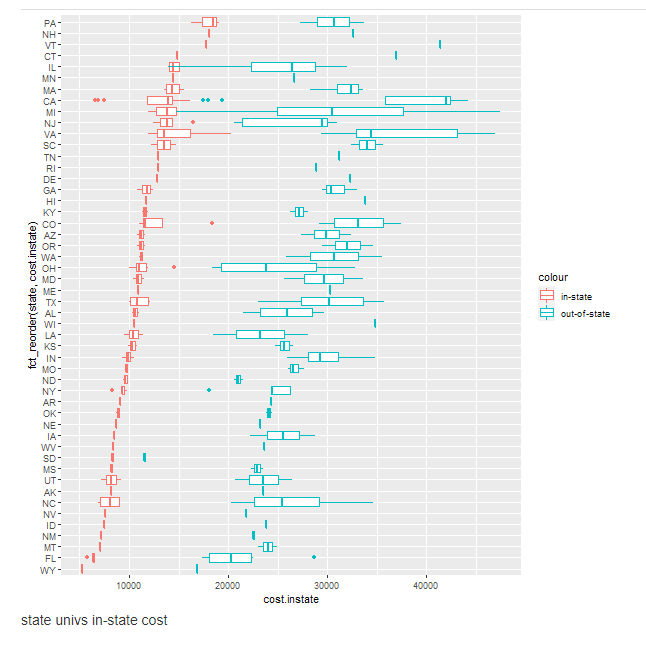 PA
NH
VT
CT
IL
MN
MA
CA
MI
NJ
VA
SC
TN
RI
DE
GA
HI
KY
CO
AZ
OR
WA
OH
MD
ME
TX
AL
WI
LA
KS
IN
MO
ND
NY
AR
OK
NE
IA
WV
SD
MS
UT
AK
NC
NV
ID
NM
MT
FL
WY
fct_reorder(state, cost.instate)
10000 20000 30000 40000
cost.instate
colour
in-state
out-of-state
state univs in-state cost